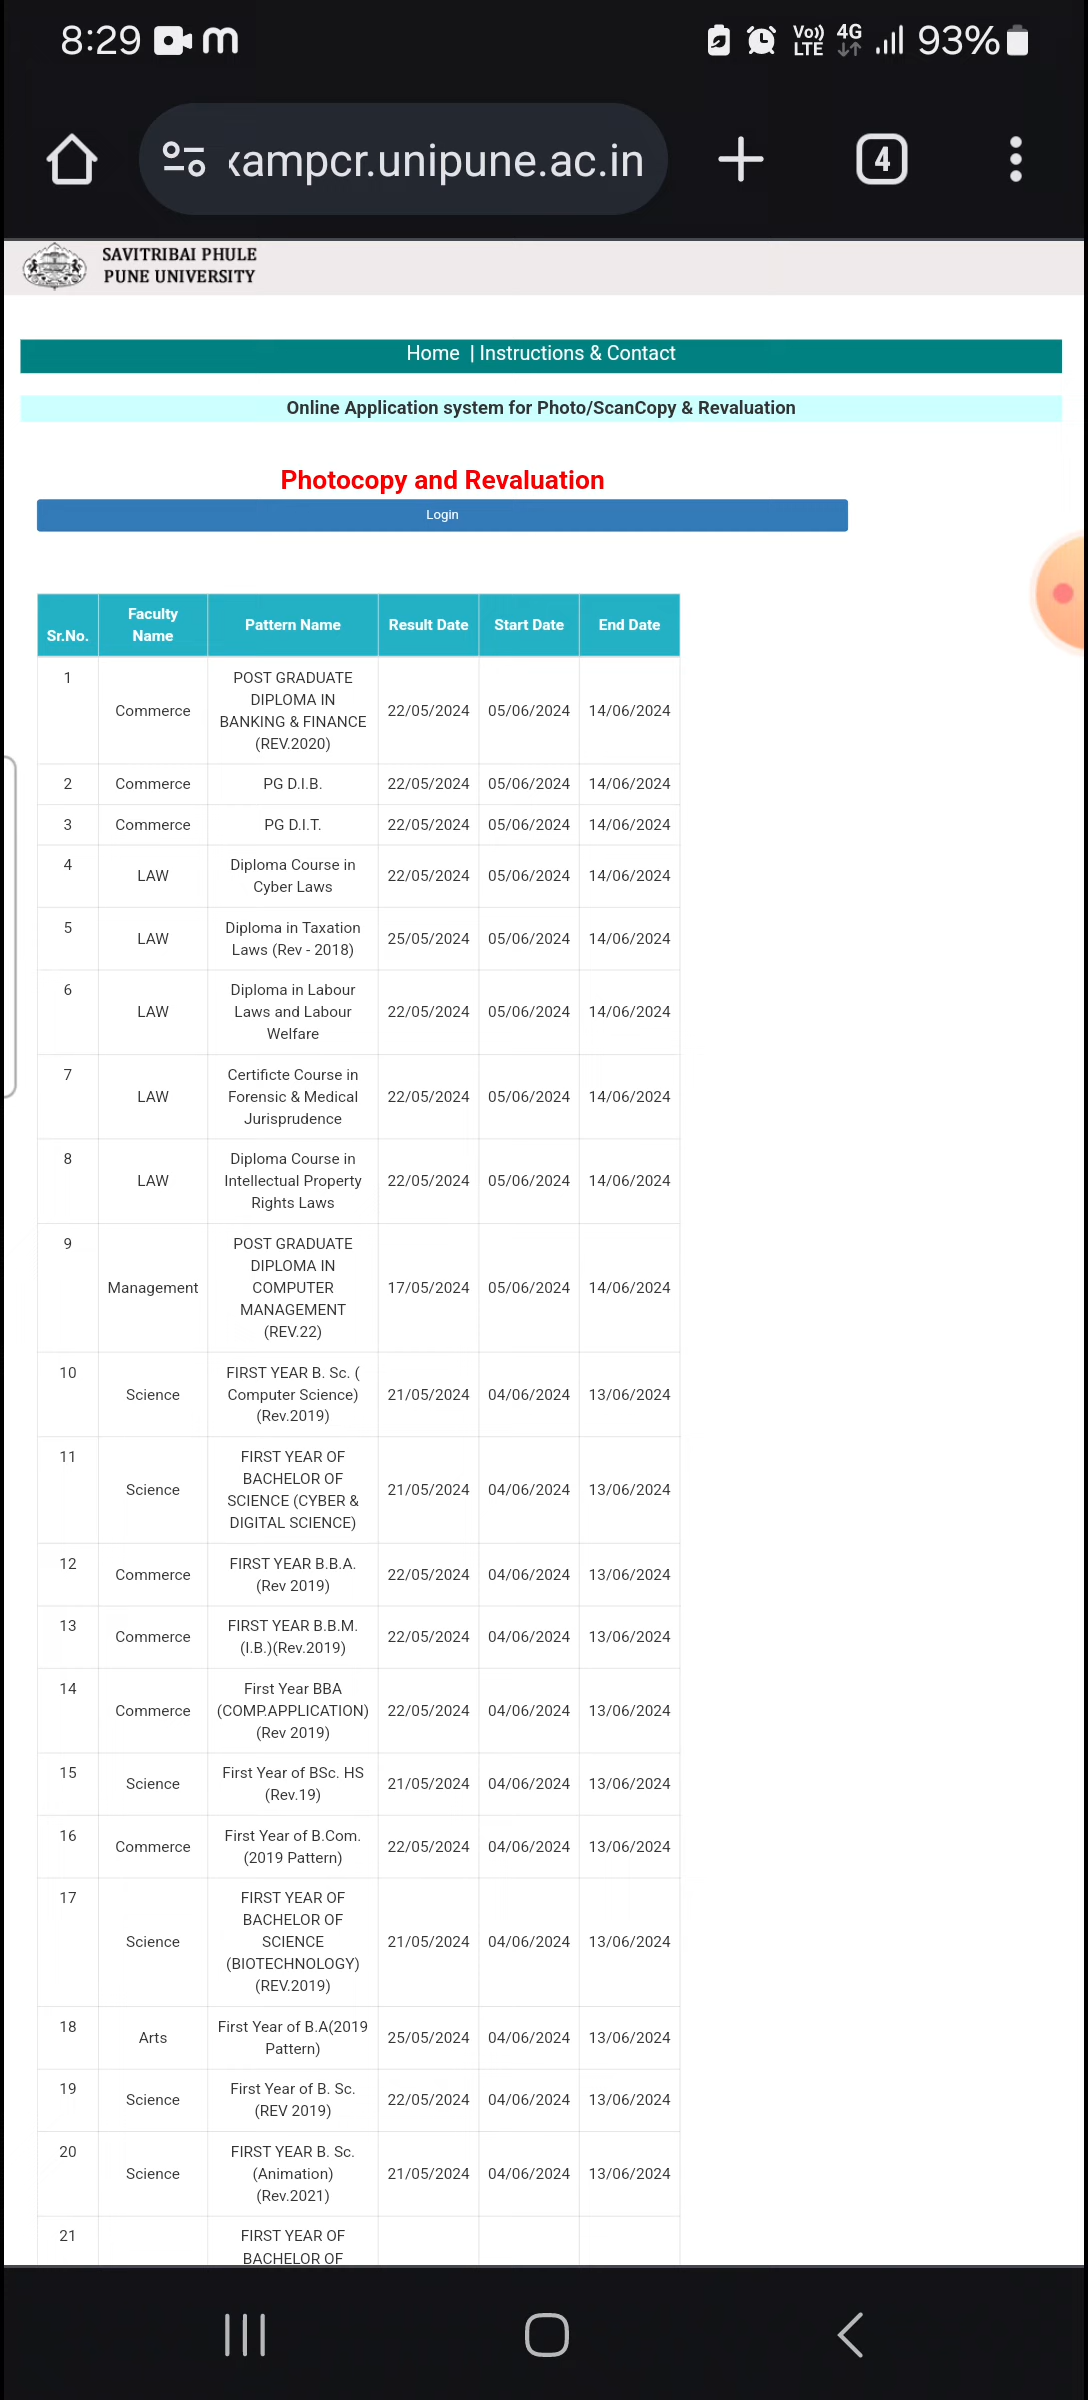 8:29
Vo)) LTE 4G 93%
xampcr.unipune.ac.in
4
SAVITRIBAI PHULE
PUNE UNIVERSITY
Home | Instructions & Contact
Online Application system for Photo/ScanCopy & Revaluation
Photocopy and Revaluation
Login
Sr.No. Faculty Name Pattern Name Result Date Start Date End Date
1 Commerce POST GRADUATE DIPLOMA IN BANKING & FINANCE (REV.2020) 22/05/2024 05/06/2024 14/06/2024
2 Commerce PG D.I.B. 22/05/2024 05/06/2024 14/06/2024
3 Commerce PG D.I.T. 22/05/2024 05/06/2024 14/06/2024
4 LAW Diploma Course in Cyber Laws 22/05/2024 05/06/2024 14/06/2024
5 LAW Diploma in Taxation Laws (Rev - 2018) 25/05/2024 05/06/2024 14/06/2024
6 LAW Diploma in Labour Laws and Labour Welfare 22/05/2024 05/06/2024 14/06/2024
7 LAW Certificte Course in Forensic & Medical Jurisprudence 22/05/2024 05/06/2024 14/06/2024
8 LAW Diploma Course in Intellectual Property Rights Laws 22/05/2024 05/06/2024 14/06/2024
9 Management POST GRADUATE DIPLOMA IN COMPUTER MANAGEMENT (REV.22) 17/05/2024 05/06/2024 14/06/2024
10 Science FIRST YEAR B. Sc. ( Computer Science) (Rev.2019) 21/05/2024 04/06/2024 13/06/2024
11 Science FIRST YEAR OF BACHELOR OF SCIENCE (CYBER & DIGITAL SCIENCE) 21/05/2024 04/06/2024 13/06/2024
12 Commerce FIRST YEAR B.B.A. (Rev 2019) 22/05/2024 04/06/2024 13/06/2024
13 Commerce FIRST YEAR B.B.M. (I.B.)(Rev.2019) 22/05/2024 04/06/2024 13/06/2024
14 Commerce First Year BBA (COMP.APPLICATION) (Rev 2019) 22/05/2024 04/06/2024 13/06/2024
15 Science First Year of BSc. HS (Rev.19) 21/05/2024 04/06/2024 13/06/2024
16 Commerce First Year of B.Com. (2019 Pattern) 22/05/2024 04/06/2024 13/06/2024
17 Science FIRST YEAR OF BACHELOR OF SCIENCE (BIOTECHNOLOGY) (REV.2019) 21/05/2024 04/06/2024 13/06/2024
18 Arts First Year of B.A(2019 Pattern) 25/05/2024 04/06/2024 13/06/2024
19 Science First Year of B. Sc. (REV 2019) 22/05/2024 04/06/2024 13/06/2024
20 Science FIRST YEAR B. Sc. (Animation) (Rev.2021) 21/05/2024 04/06/2024 13/06/2024
21 FIRST YEAR OF BACHELOR OF